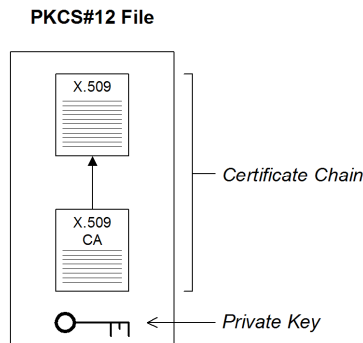 PKCS#12 File
X.509
Certificate Chain
X.509
CA
Private Key